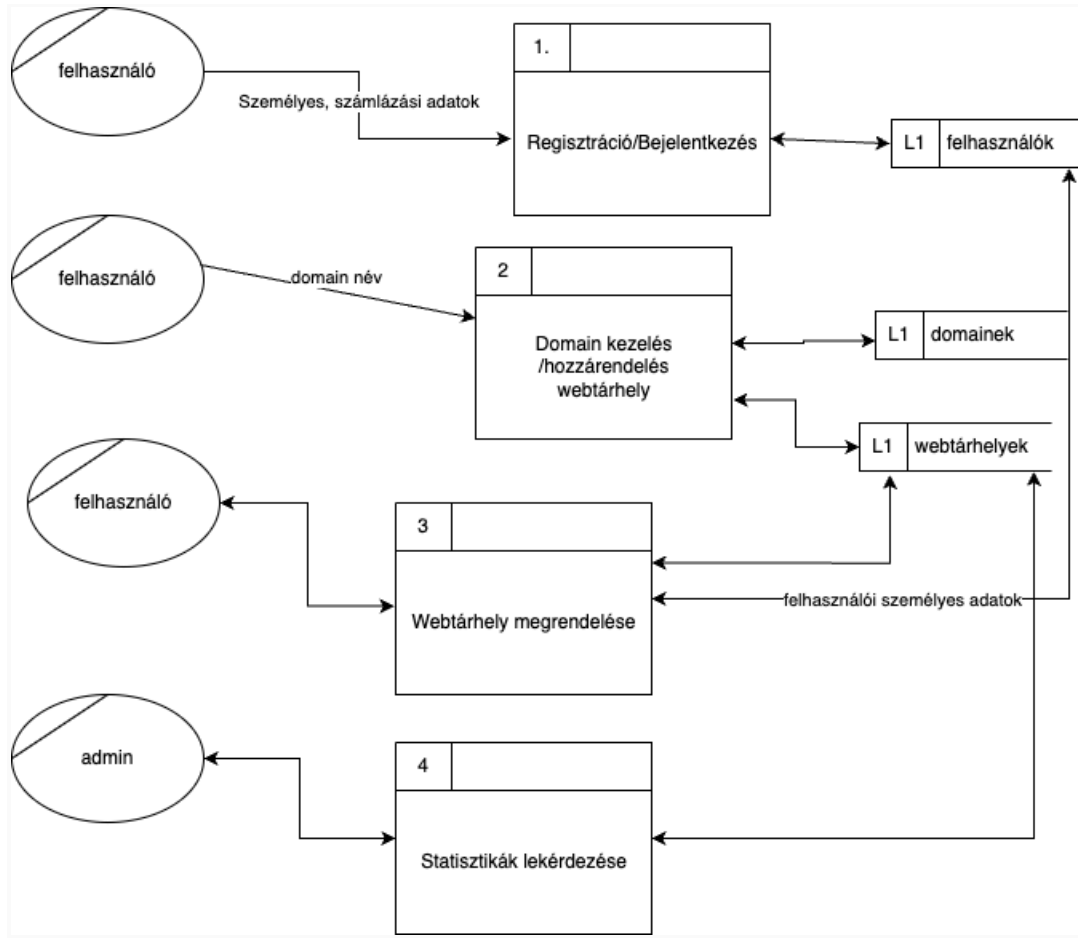 felhasználó
Személyes, számlázási adatok
1.
Regisztráció/Bejelentkezés
L1
felhasználók
felhasználó
domain név
2
Domain kezelés
/hozzárendelés
webtárhely
L1
domainek
L1
webtárhelyek
felhasználó
3
Webtárhely megrendelése
felhasználói személyes adatok
admin
4
Statisztikák lekérdezése